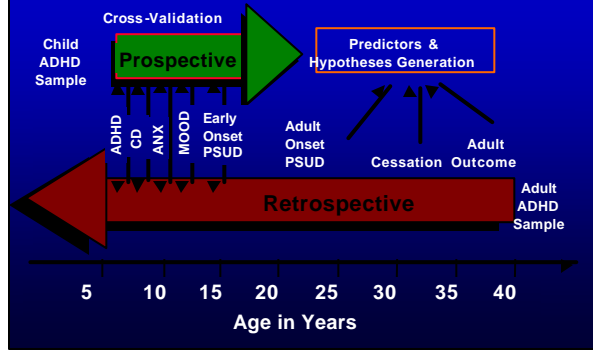 Cross-Validation
Child
ADHD
Sample
Prospective
Predictors &
Hypotheses Generation
ADHD
CD
ANX
MOOD
Early
Onset
PSUD
Adult
Onset
PSUD
Cessation
Adult
Outcome
Retrospective
Adult
ADHD
Sample
5 10 15 20 25 30 35 40
Age in Years